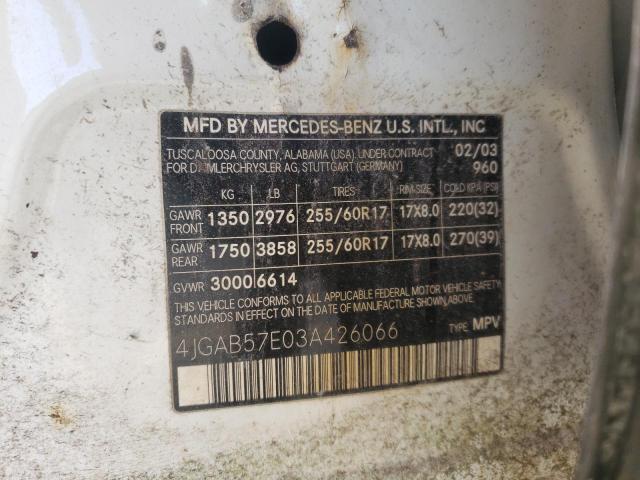 MFD BY MERCEDES-BENZ U.S. INTL., INC
TUSCALOOSA COUNTY, ALABAMA (USA). UNDER CONTRACT 02/03
FOR D MLERCHRYSLER AG, STUTTGART (GERMANY) 960
KG LB TIRES RIM-SIZE COLD KPA (PSI)
GAWR FRONT 1350 2976 255/60R17 17X8.0 220(32)
GAWR REAR 1750 3858 255/60R17 17X8.0 270(39)
GVWR 3000 6614
THIS VEHICLE CONFORMS TO ALL APPLICABLE FEDERAL MOTOR VEHICLE SAFETY
STANDARDS IN EFFECT ON THE DATE OF MANUFACTURE SHOWN ABOVE.
4JGAB57E03A426066 TYPE: MPV